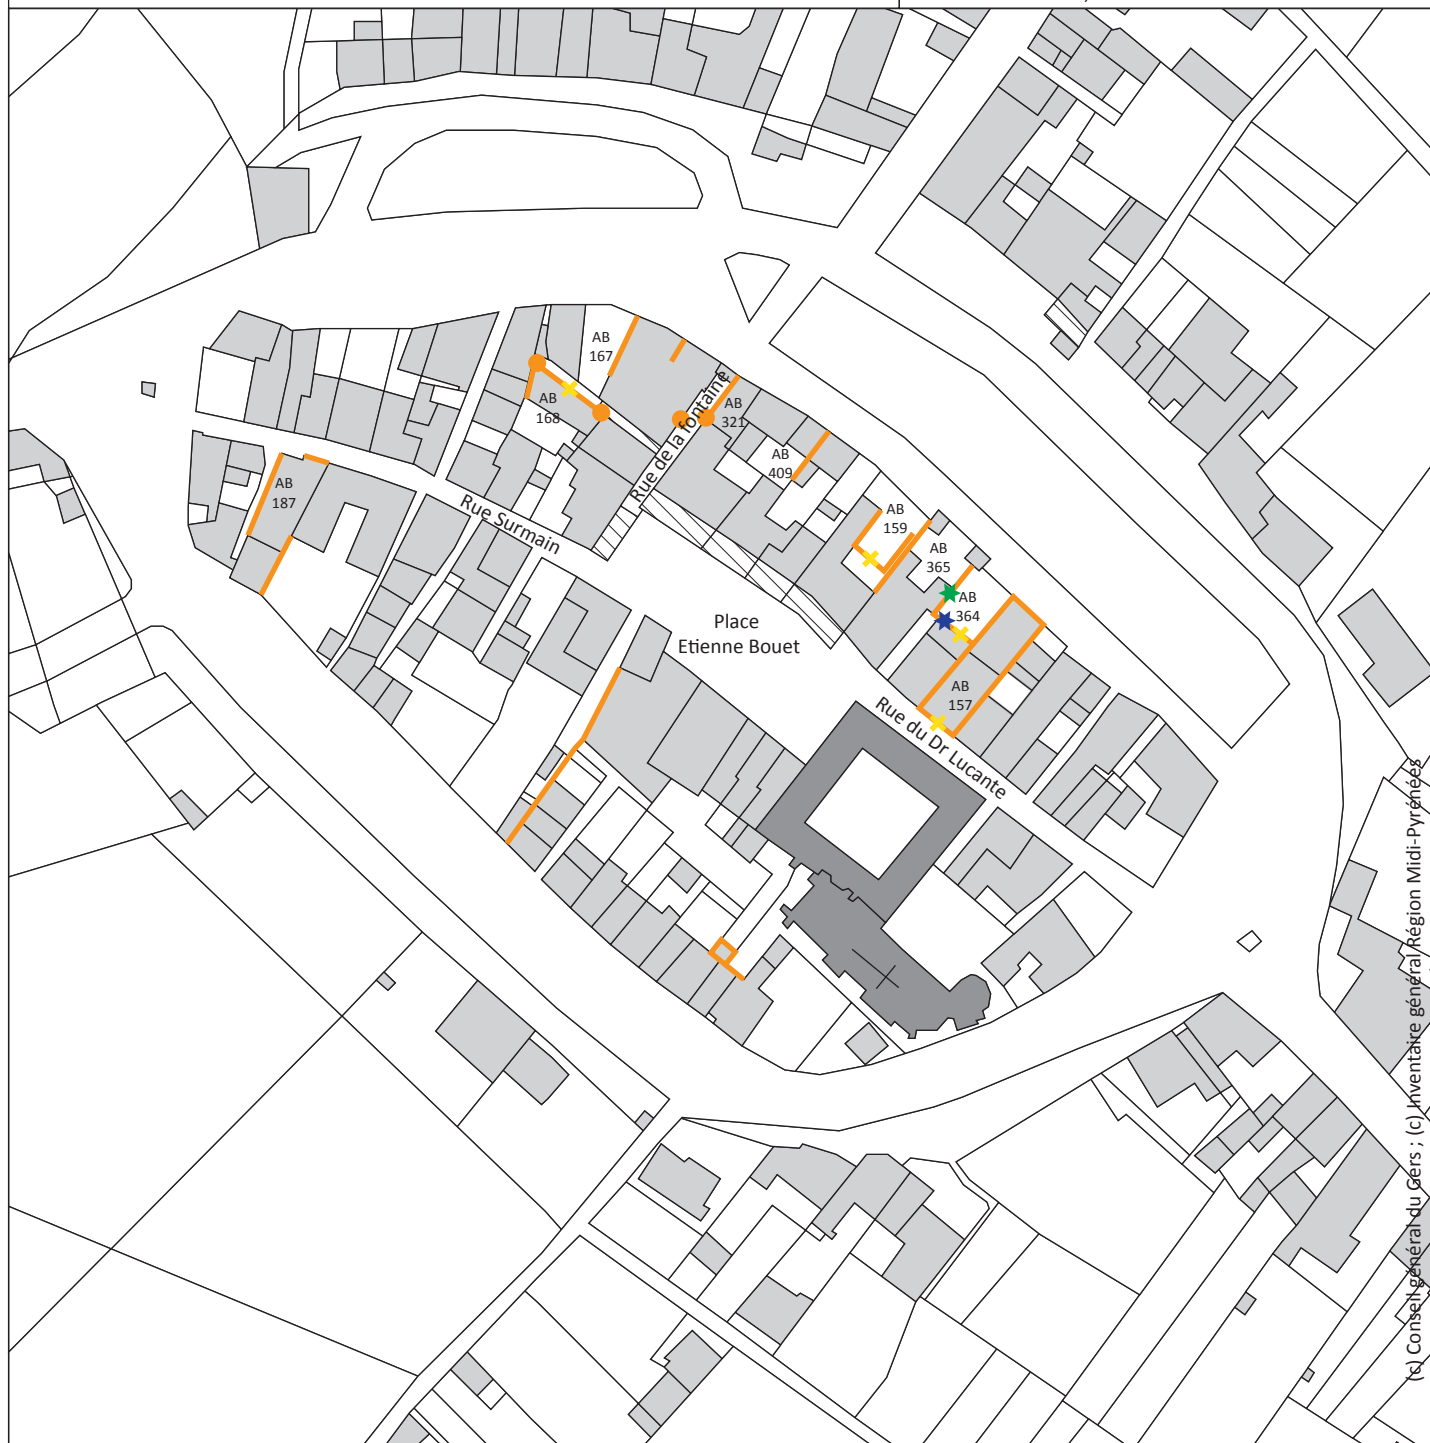 AB
167
AB
168
AB
321
Rue de la fontaine
AB
409
AB
187
Rue Surmain
AB
159
AB
365
AB
364
Place
Etienne Bouet
AB
157
Rue du Dr Lucante
(c) Conseil général du Gers ; (c) Inventaire général Région Midi-Pyrénées